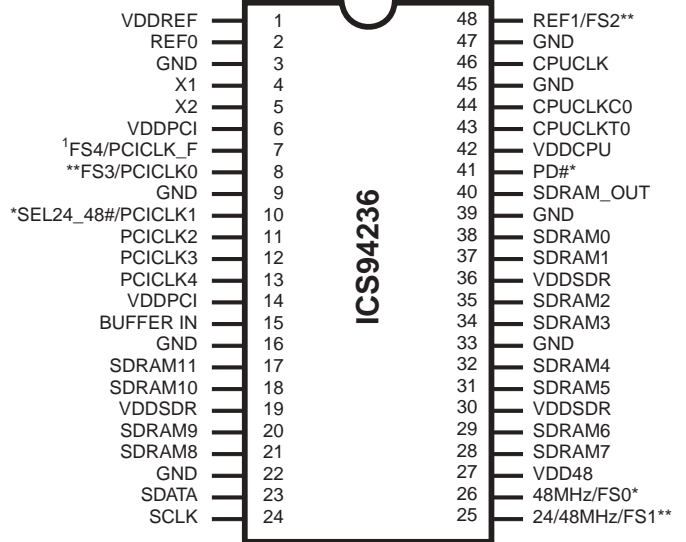 VDDREF 1 48 REF1/FS2**
REF0 2 47 GND
GND 3 46 CPUCLK
X1 4 45 GND
X2 5 44 CPUCLKC0
VDDPCI 6 43 CPUCLKT0
¹FS4/PCICLK_F 7 42 VDDCPU
**FS3/PCICLK0 8 41 PD#*
GND 9 40 SDRAM_OUT
*SEL24_48#/PCICLK1 10 39 GND
PCICLK2 11 38 SDRAM0
PCICLK3 12 37 SDRAM1
PCICLK4 13 36 VDDSDR
VDDPCI 14 35 SDRAM2
BUFFER IN 15 34 SDRAM3
GND 16 33 GND
SDRAM11 17 32 SDRAM4
SDRAM10 18 31 SDRAM5
VDDSDR 19 30 VDDSDR
SDRAM9 20 29 SDRAM6
SDRAM8 21 28 SDRAM7
GND 22 27 VDD48
SDATA 23 26 48MHz/FS0*
SCLK 24 25 24/48MHz/FS1**
ICS94236